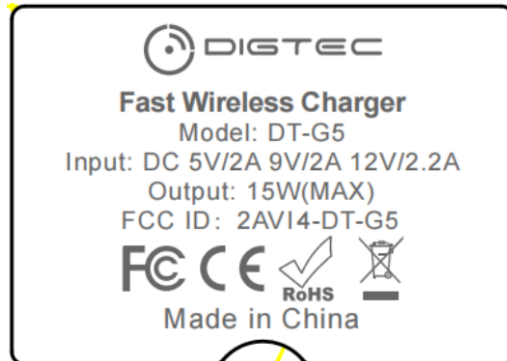 DIGTEC
Fast Wireless Charger
Model: DT-G5
Input: DC 5V/2A 9V/2A 12V/2.2A
Output: 15W(MAX)
FCC ID: 2AVI4-DT-G5
FC CE RoHS
Made in China